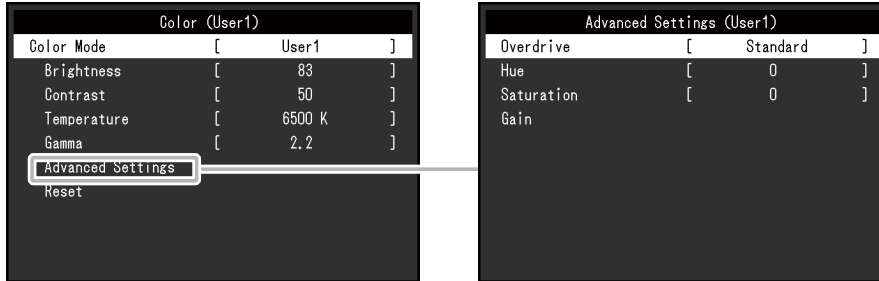 Color (User1)
Color Mode [ User1 ]
Brightness [ 83 ]
Contrast [ 50 ]
Temperature [ 6500 K ]
Gamma [ 2.2 ]
Advanced Settings
Reset
Advanced Settings (User1)
Overdrive [ Standard ]
Hue [ 0 ]
Saturation [ 0 ]
Gain